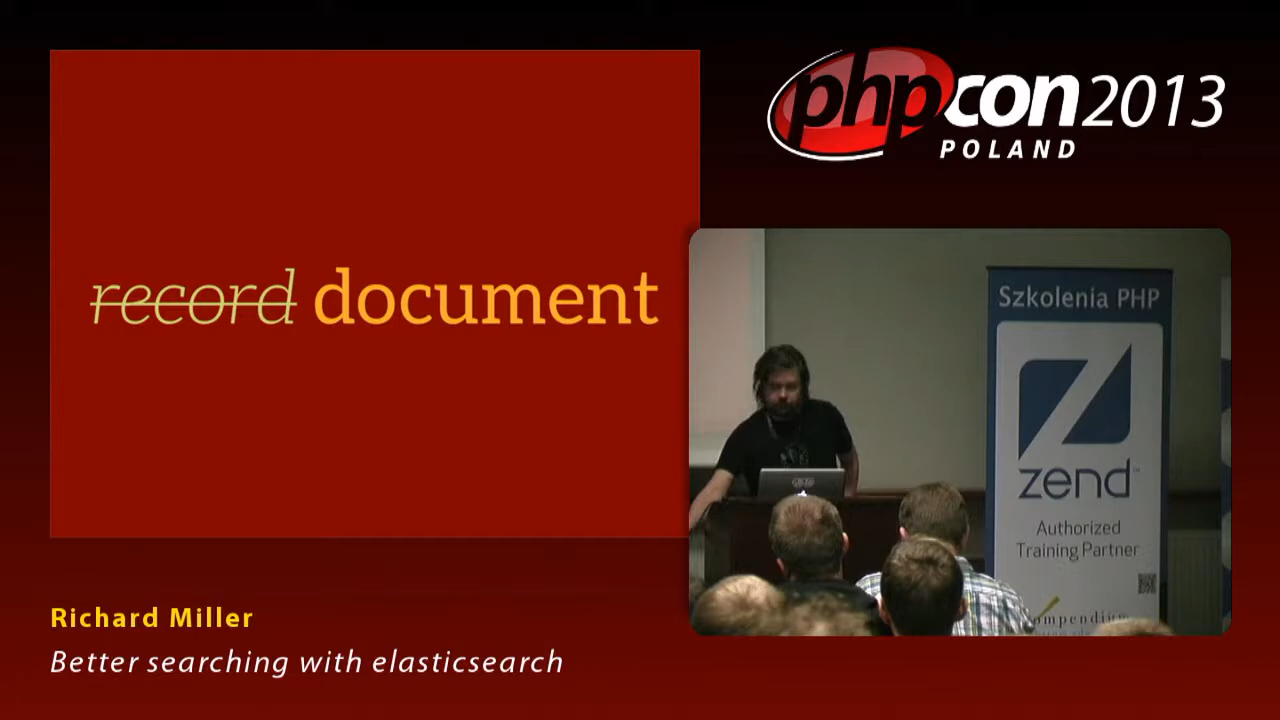 phpcon2013
POLAND
record document
Szkolenia PHP
zend
Authorized
Training Partner
Richard Miller
Better searching with elasticsearch